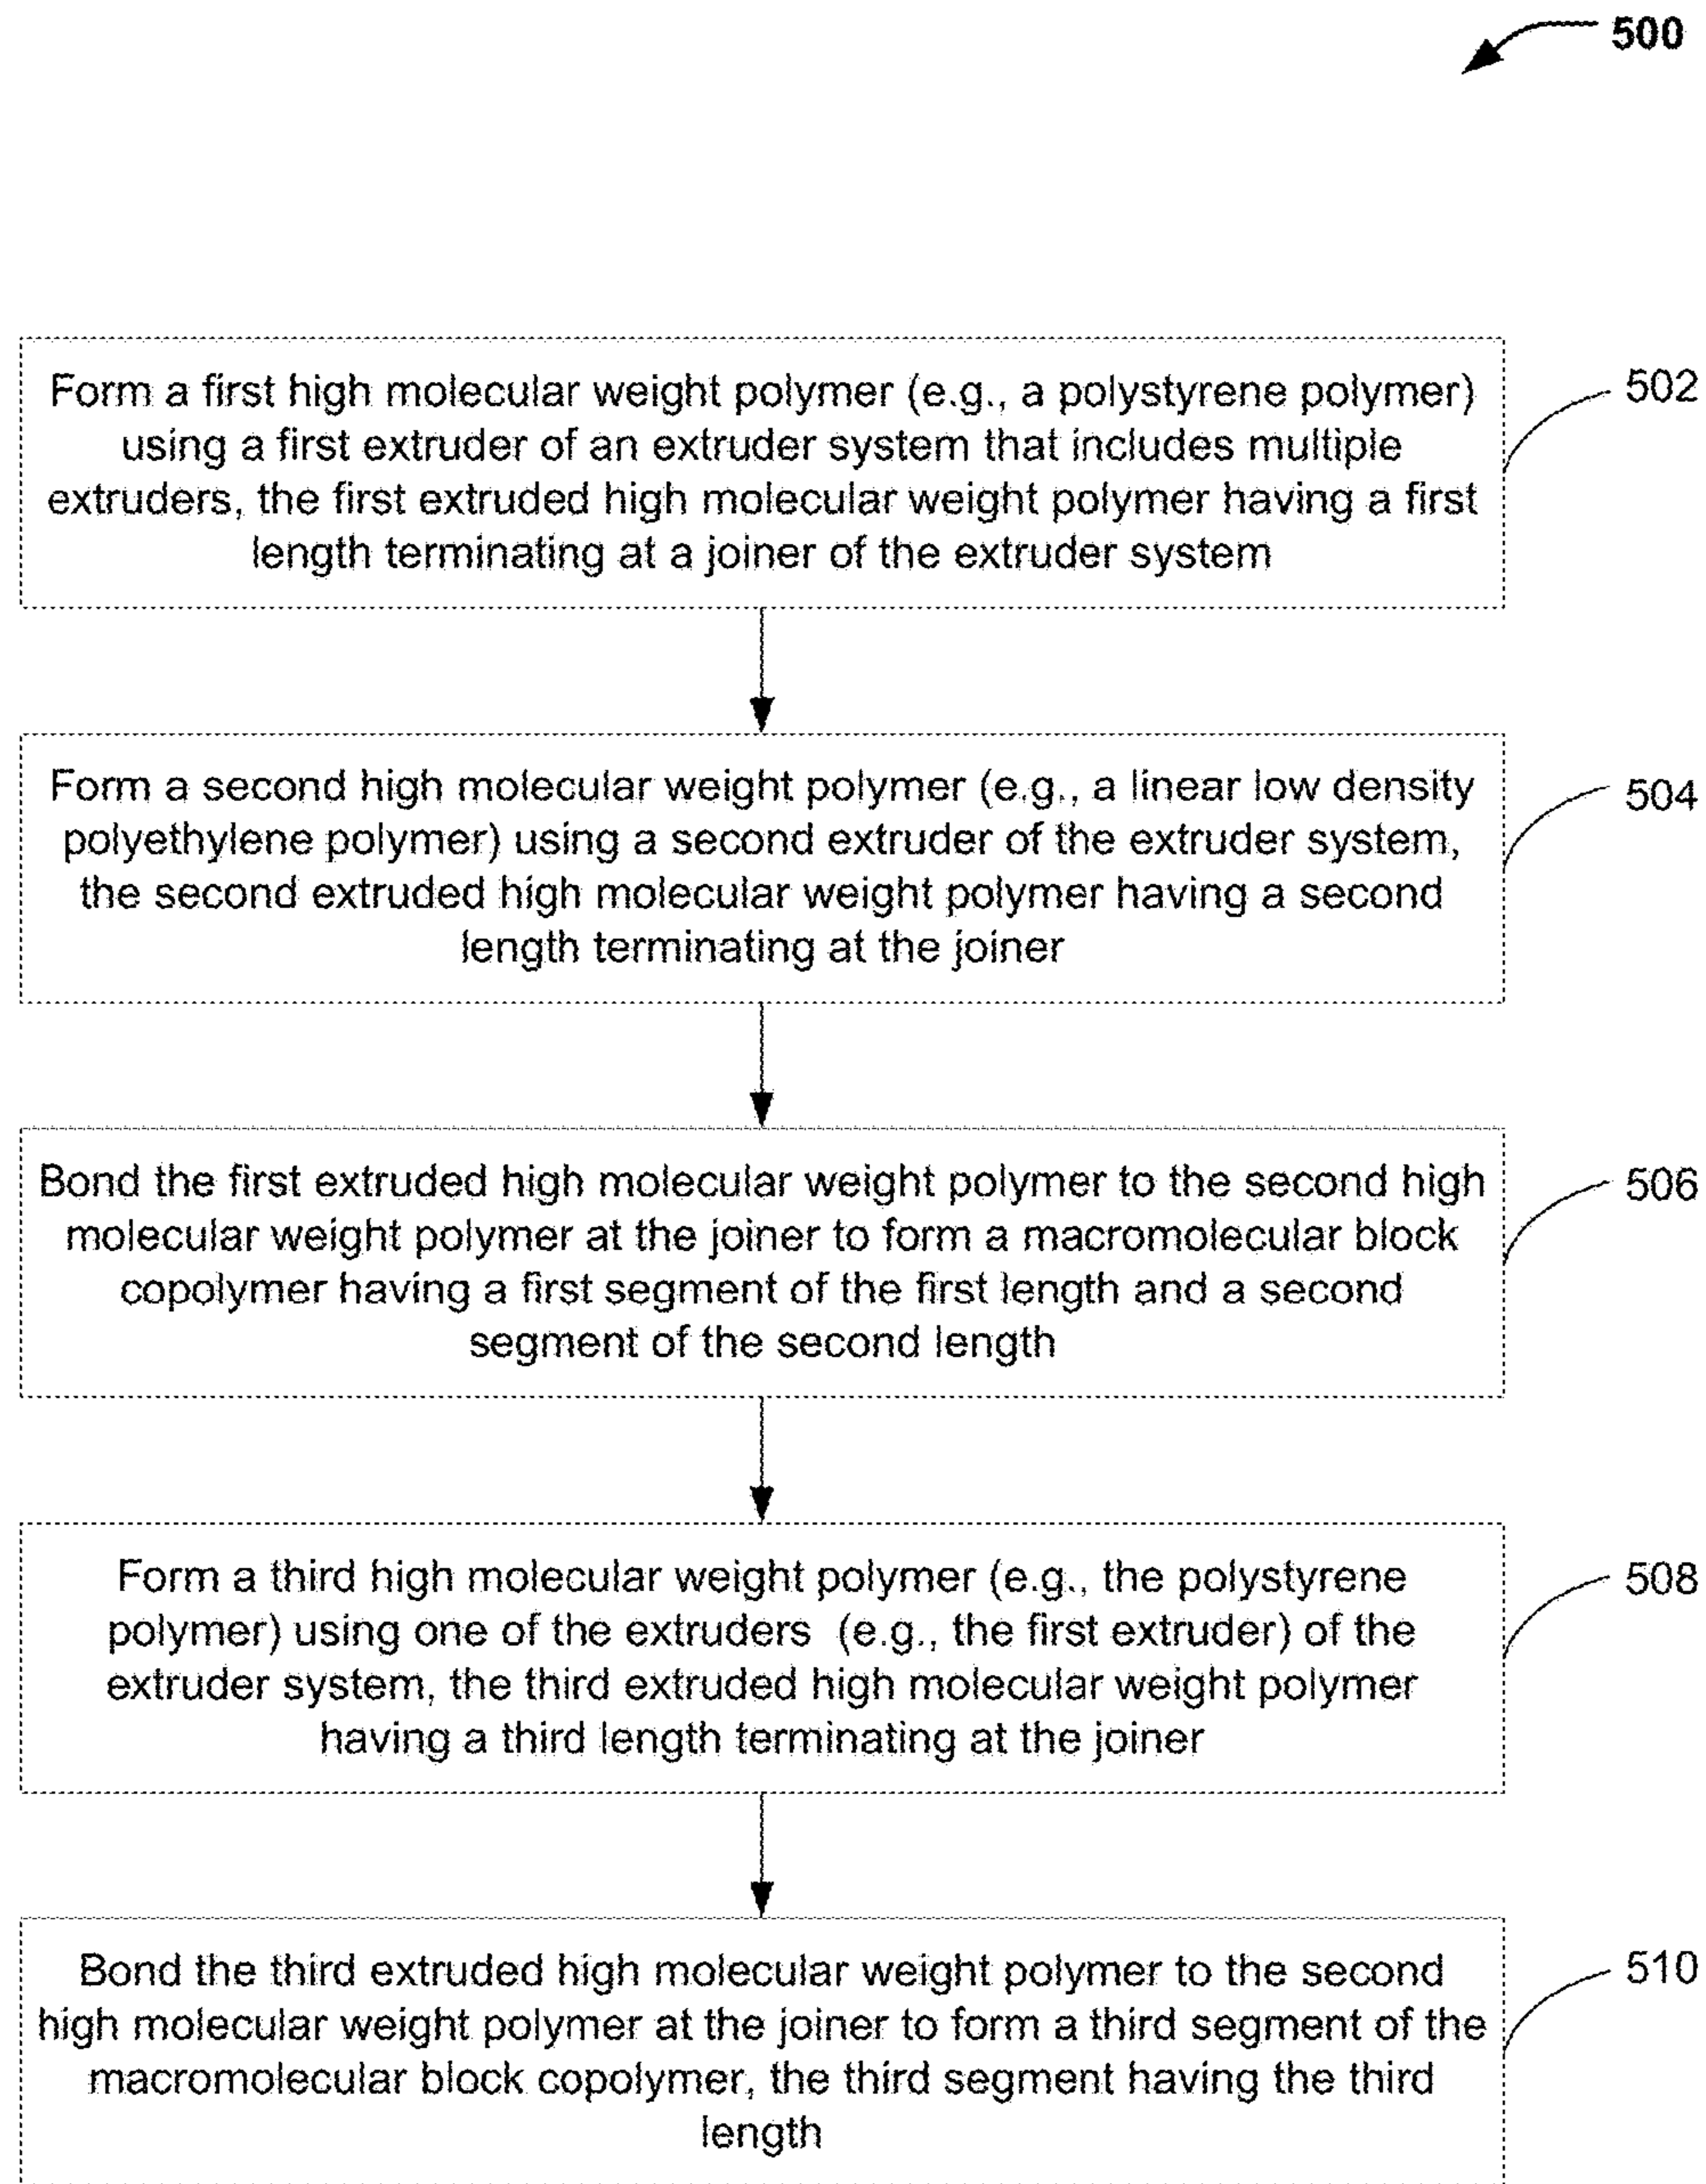 500
Form a first high molecular weight polymer (e.g., a polystyrene polymer)
using a first extruder of an extruder system that includes multiple
extruders, the first extruded high molecular weight polymer having a first
length terminating at a joiner of the extruder system
502
Form a second high molecular weight polymer (e.g., a linear low density
polyethylene polymer) using a second extruder of the extruder system,
the second extruded high molecular weight polymer having a second
length terminating at the joiner
504
Bond the first extruded high molecular weight polymer to the second high
molecular weight polymer at the joiner to form a macromolecular block
copolymer having a first segment of the first length and a second
segment of the second length
506
Form a third high molecular weight polymer (e.g., the polystyrene
polymer) using one of the extruders (e.g., the first extruder) of the
extruder system, the third extruded high molecular weight polymer
having a third length terminating at the joiner
508
Bond the third extruded high molecular weight polymer to the second
high molecular weight polymer at the joiner to form a third segment of the
macromolecular block copolymer, the third segment having the third
length
510